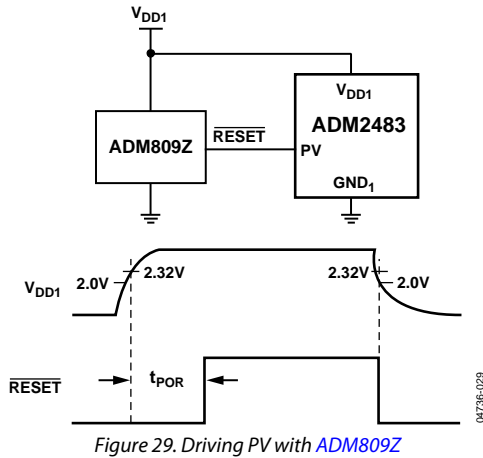 VDD1
VDD1
ADM2483
ADM809Z
RESET
PV
GND1
VDD1
2.0V
2.32V
2.32V
2.0V
RESET
tPOR
04736-029
Figure 29. Driving PV with ADM809Z